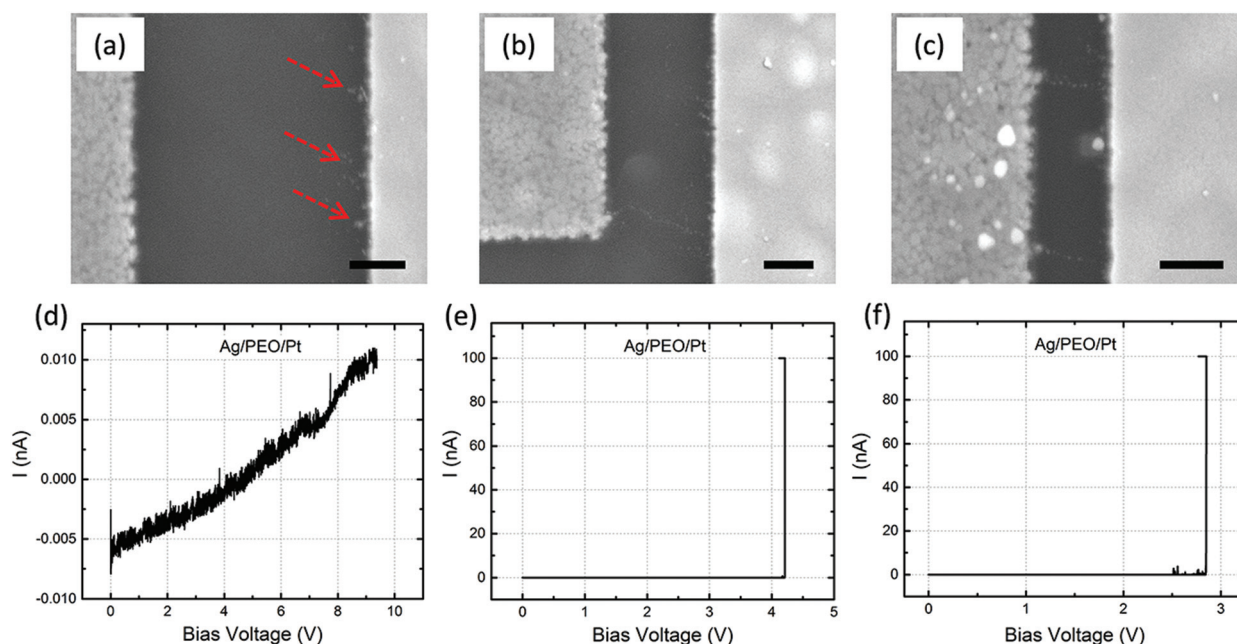 (a)
(b)
(c)
(d)
Ag/PEO/Pt
0.010
0.005
0.000
-0.005
-0.010
I (nA)
0 2 4 6 8 10
Bias Voltage (V)
(e)
Ag/PEO/Pt
100
80
60
40
20
0
I (nA)
0 1 2 3 4 5
Bias Voltage (V)
(f)
Ag/PEO/Pt
100
80
60
40
20
0
I (nA)
0 1 2 3
Bias Voltage (V)